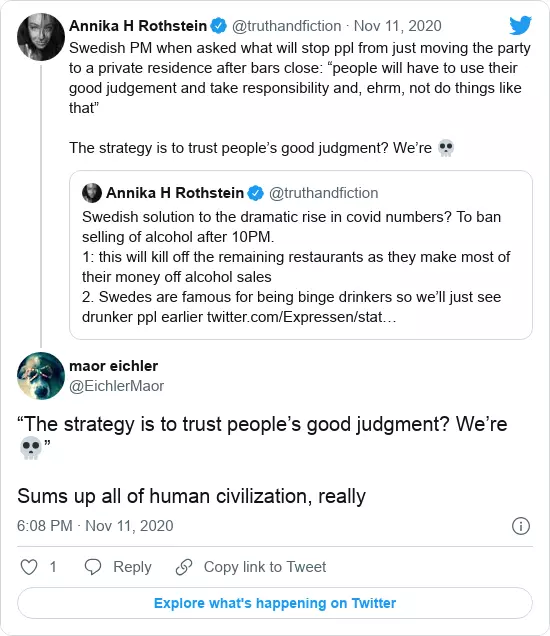 Annika H Rothstein @truthandfiction · Nov 11, 2020
Swedish PM when asked what will stop ppl from just moving the party
to a private residence after bars close: “people will have to use their
good judgement and take responsibility and, ehrm, not do things like
that”
The strategy is to trust people’s good judgment? We’re 💀
Annika H Rothstein @truthandfiction
Swedish solution to the dramatic rise in covid numbers? To ban
selling of alcohol after 10PM.
1: this will kill off the remaining restaurants as they make most of
their money off alcohol sales
2. Swedes are famous for being binge drinkers so we’ll just see
drunker ppl earlier twitter.com/Expressen/stat…
maor eichler
@EichlerMaor
“The strategy is to trust people’s good judgment? We’re
💀”
Sums up all of human civilization, really
6:08 PM · Nov 11, 2020
1 Reply Copy link to Tweet
Explore what's happening on Twitter